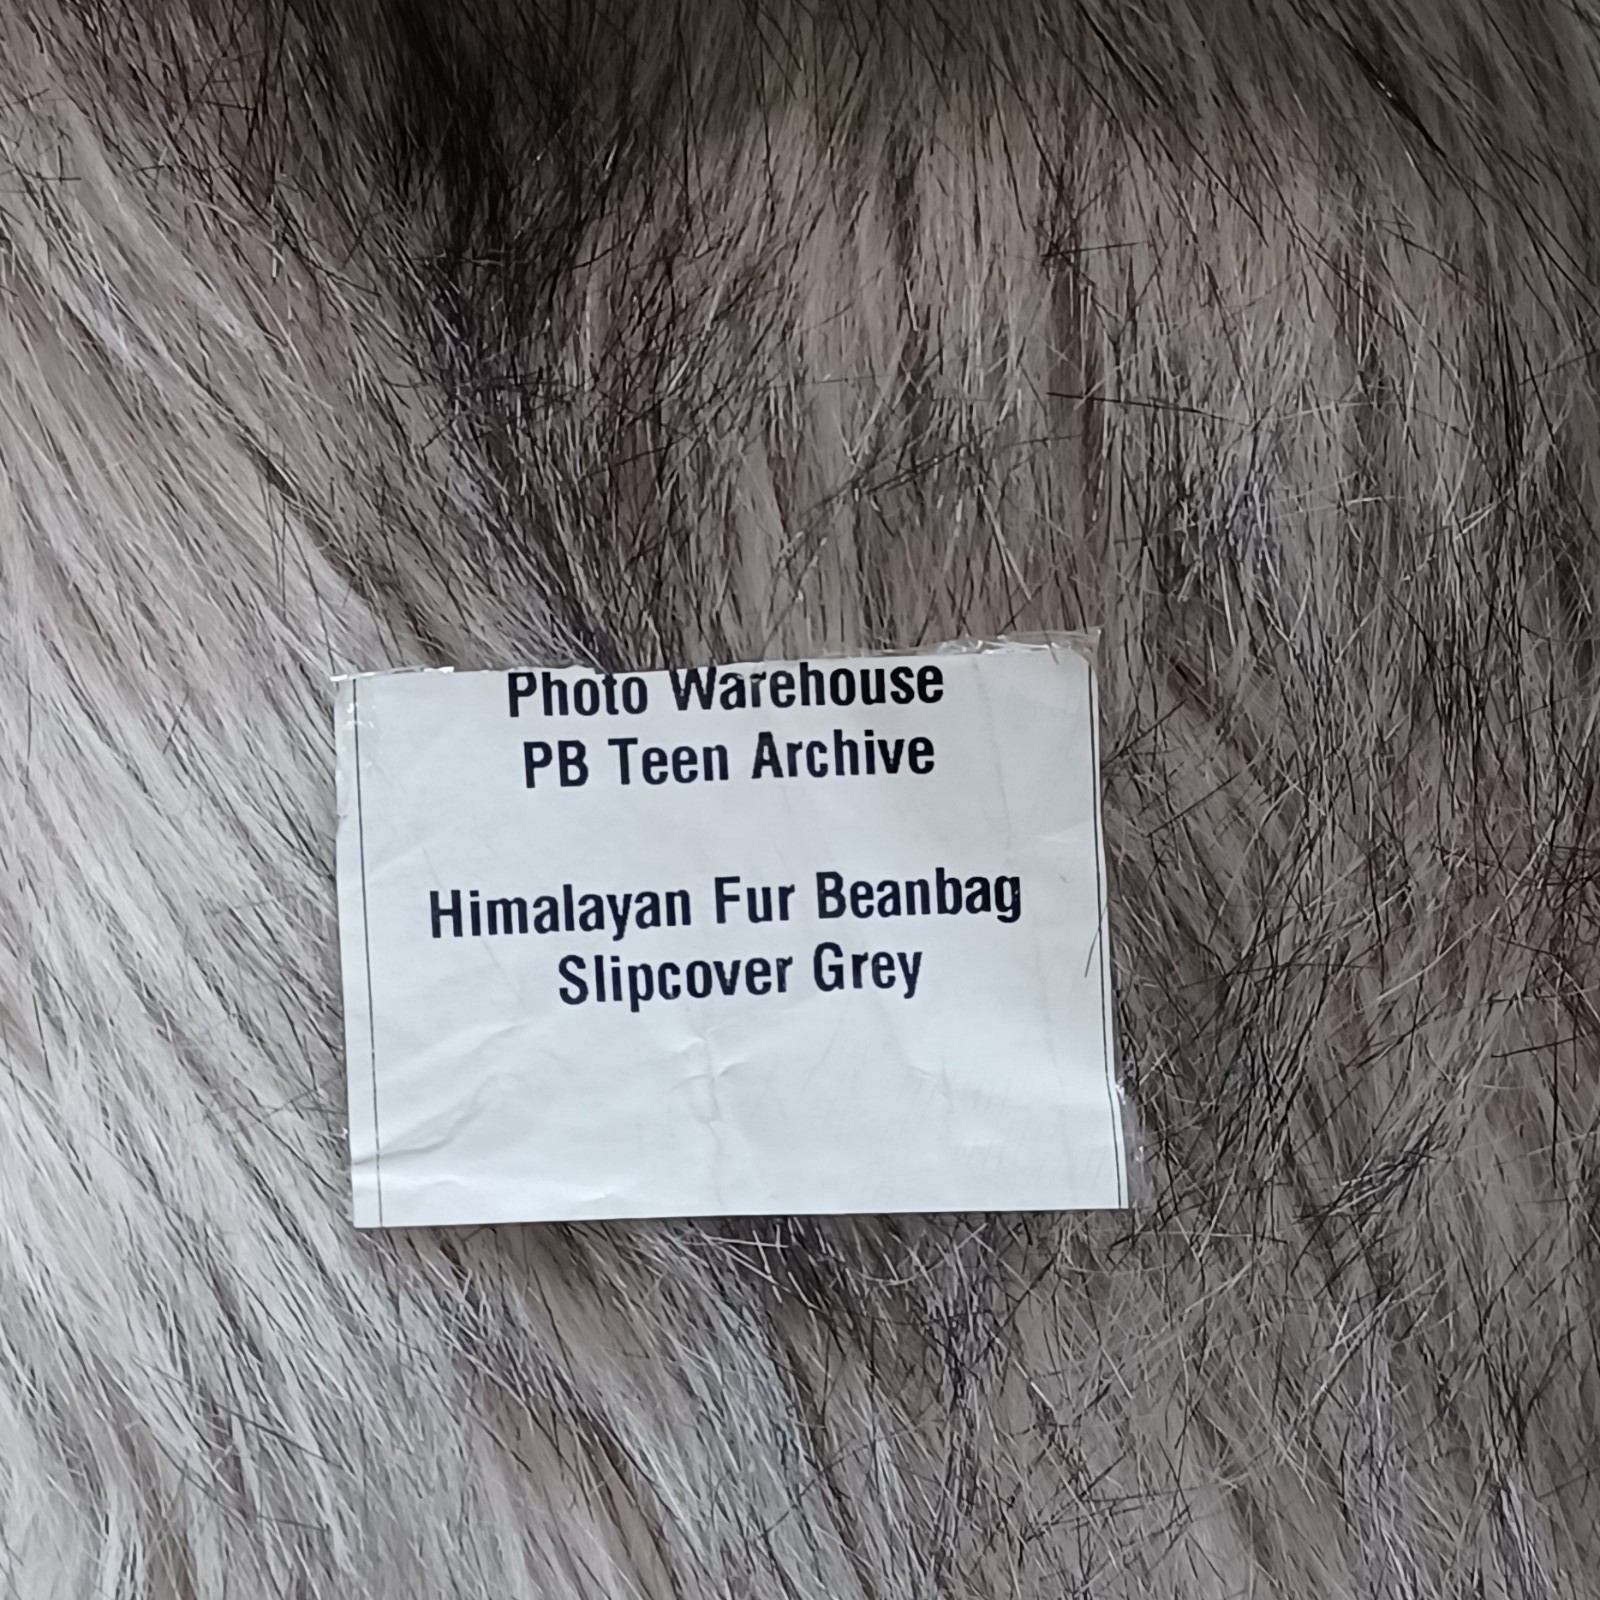 Photo Warehouse
PB Teen Archive
Himalayan Fur Beanbag
Slipcover Grey